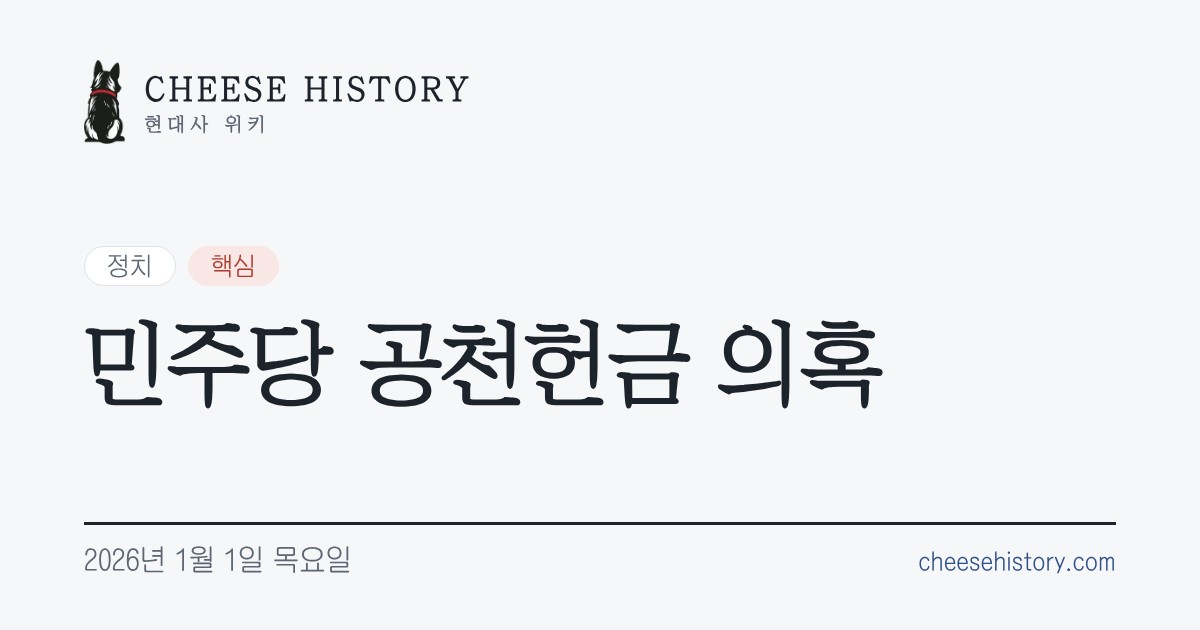 CHEESE HISTORY
현대사 위키
정치 핵심
민주당 공천헌금 의혹
2026년 1월 1일 목요일
cheesehistory.com